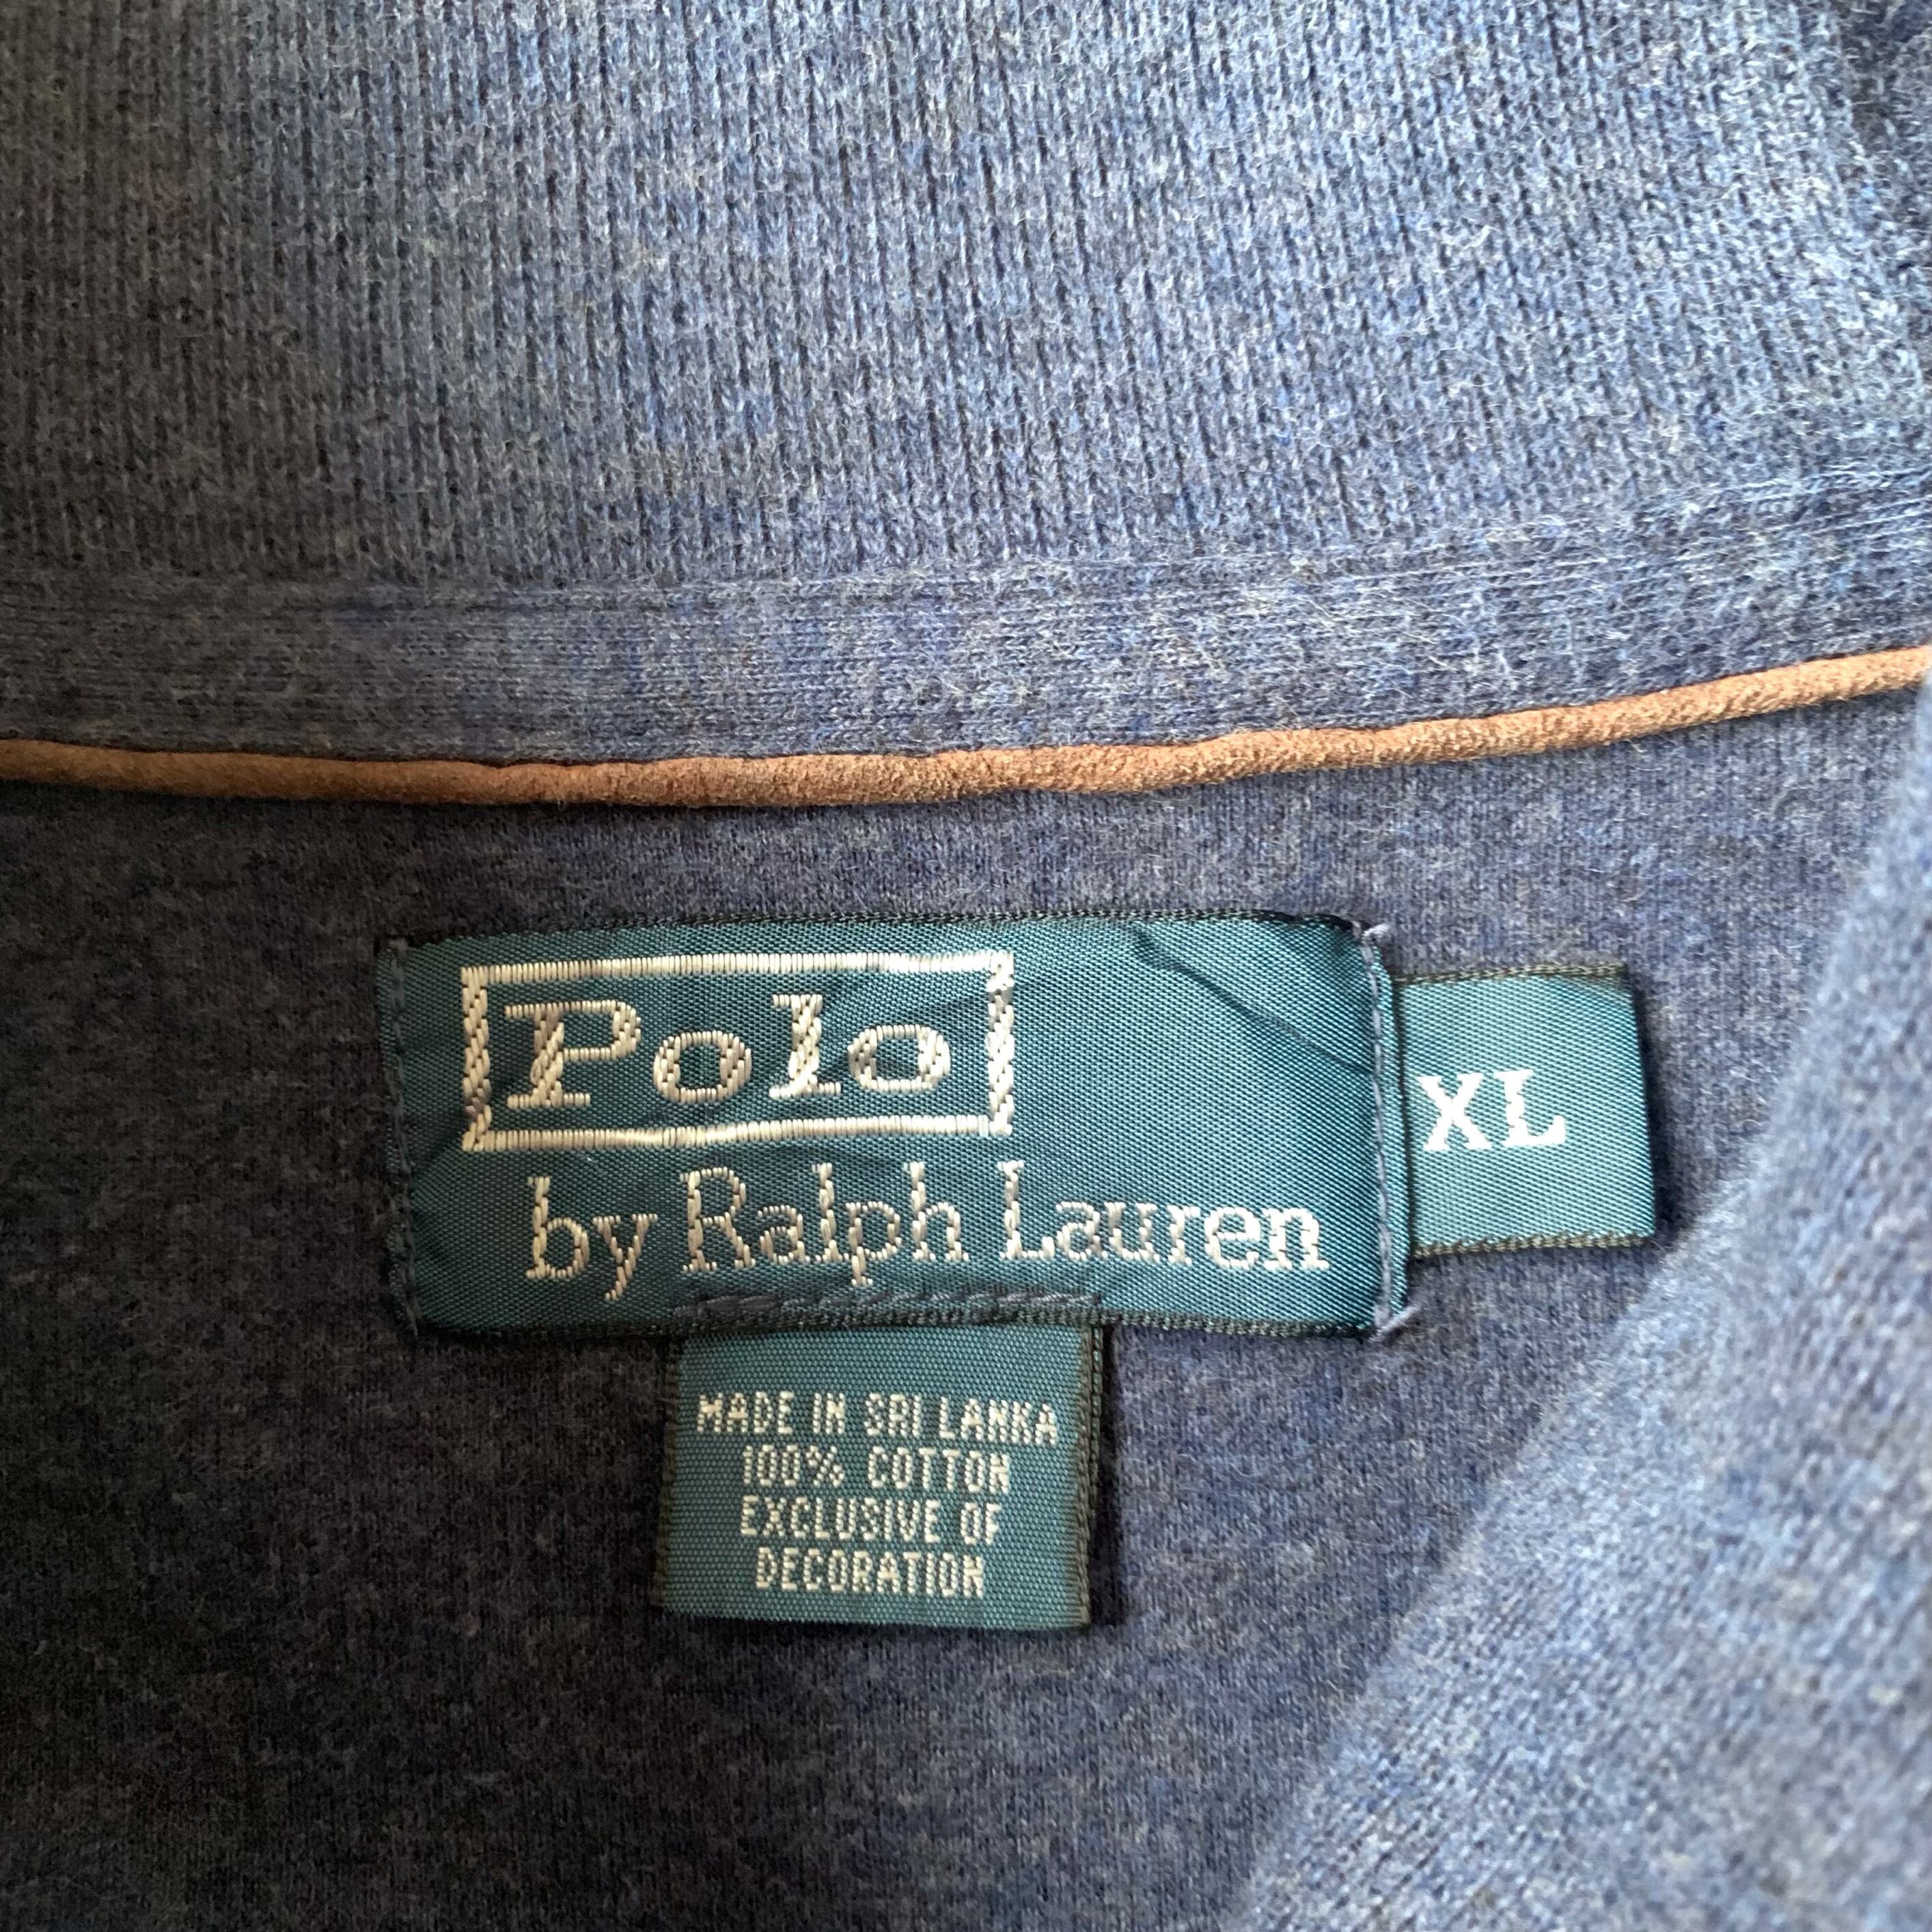 Polo
by Ralph Lauren
XL
MADE IN SRI LANKA
100% COTTON
EXCLUSIVE OF
DECORATION